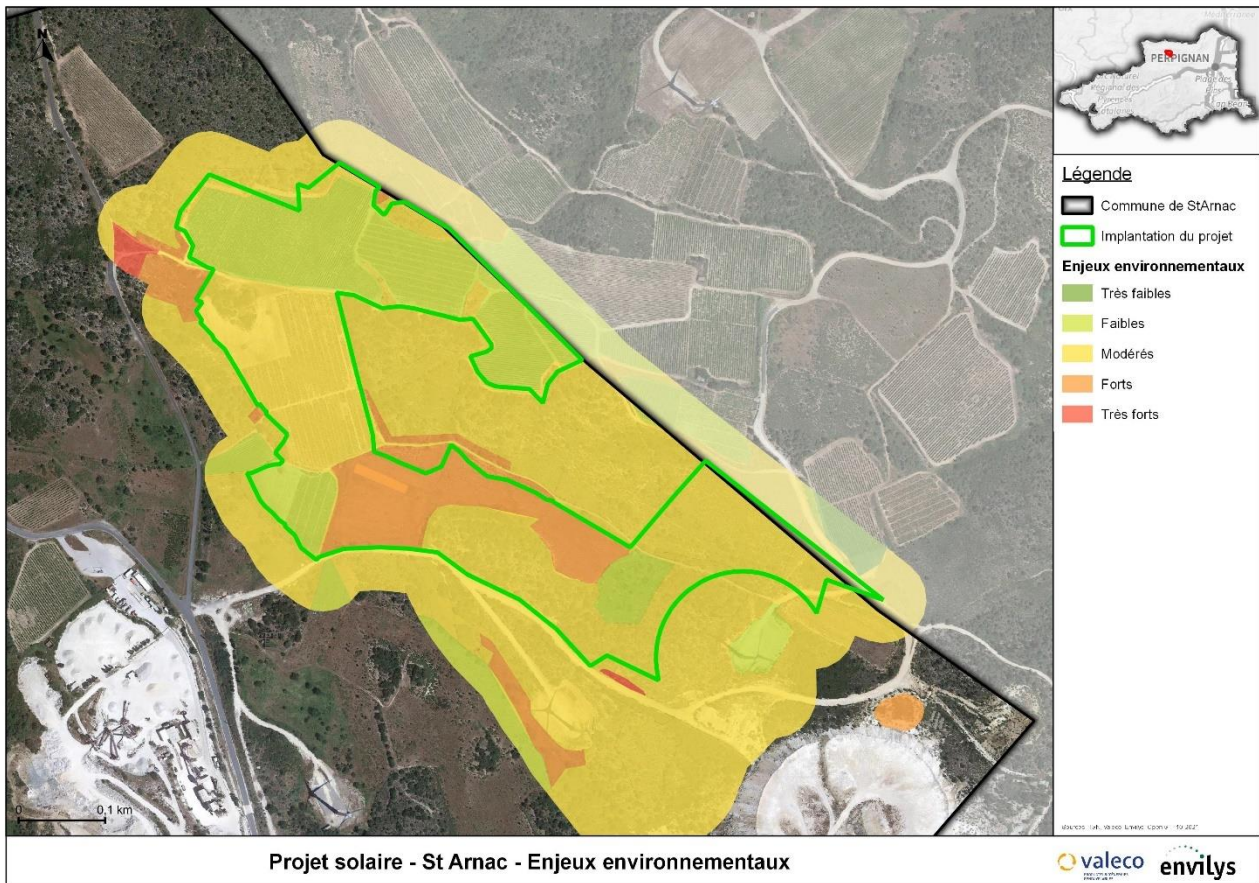 N
PERPIGNAN
Légende
Commune de StArnac
Implantation du projet
Enjeux environnementaux
Très faibles
Faibles
Modérés
Forts
Très forts
0
0,1 km
Projet solaire - St Arnac - Enjeux environnementaux
valeco
envilys